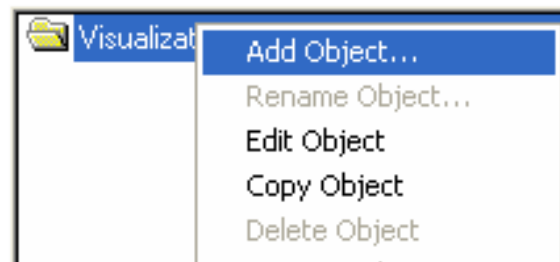 Visualizat
Add Object...
Rename Object...
Edit Object
Copy Object
Delete Object